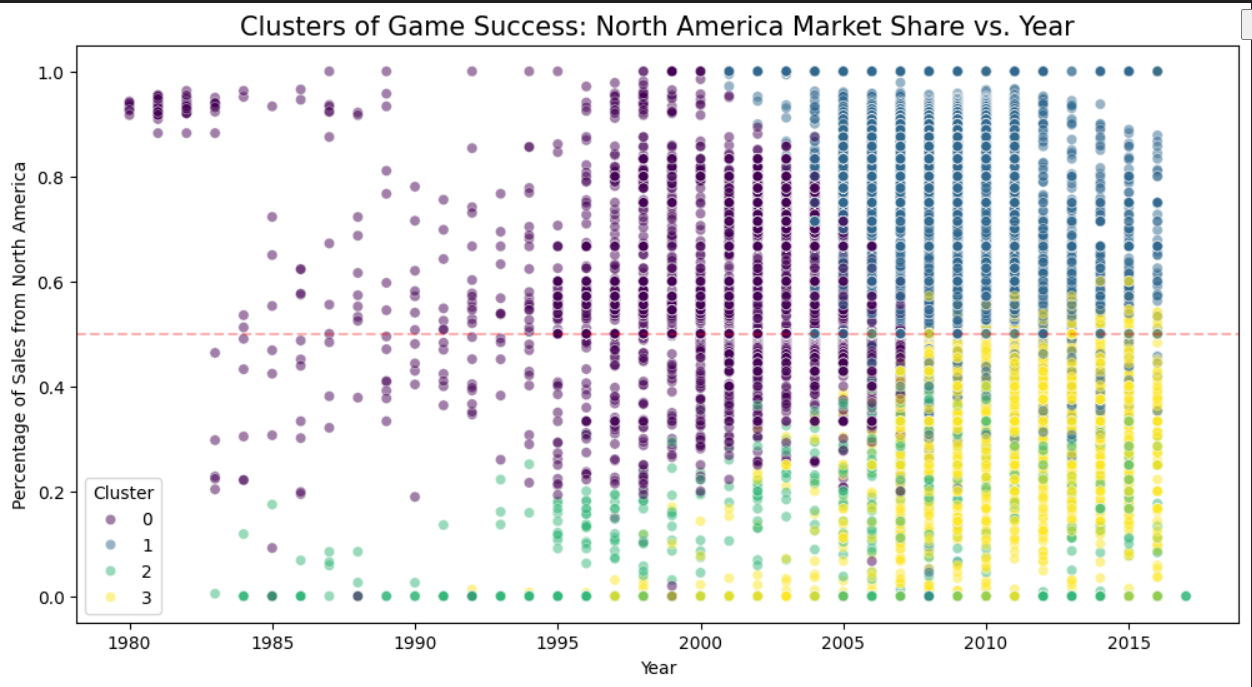 Clusters of Game Success: North America Market Share vs. Year
Percentage of Sales from North America
1.0
0.8
0.6
0.4
0.2
0.0
Cluster
0
1
2
3
1980 1985 1990 1995 2000 2005 2010 2015
Year